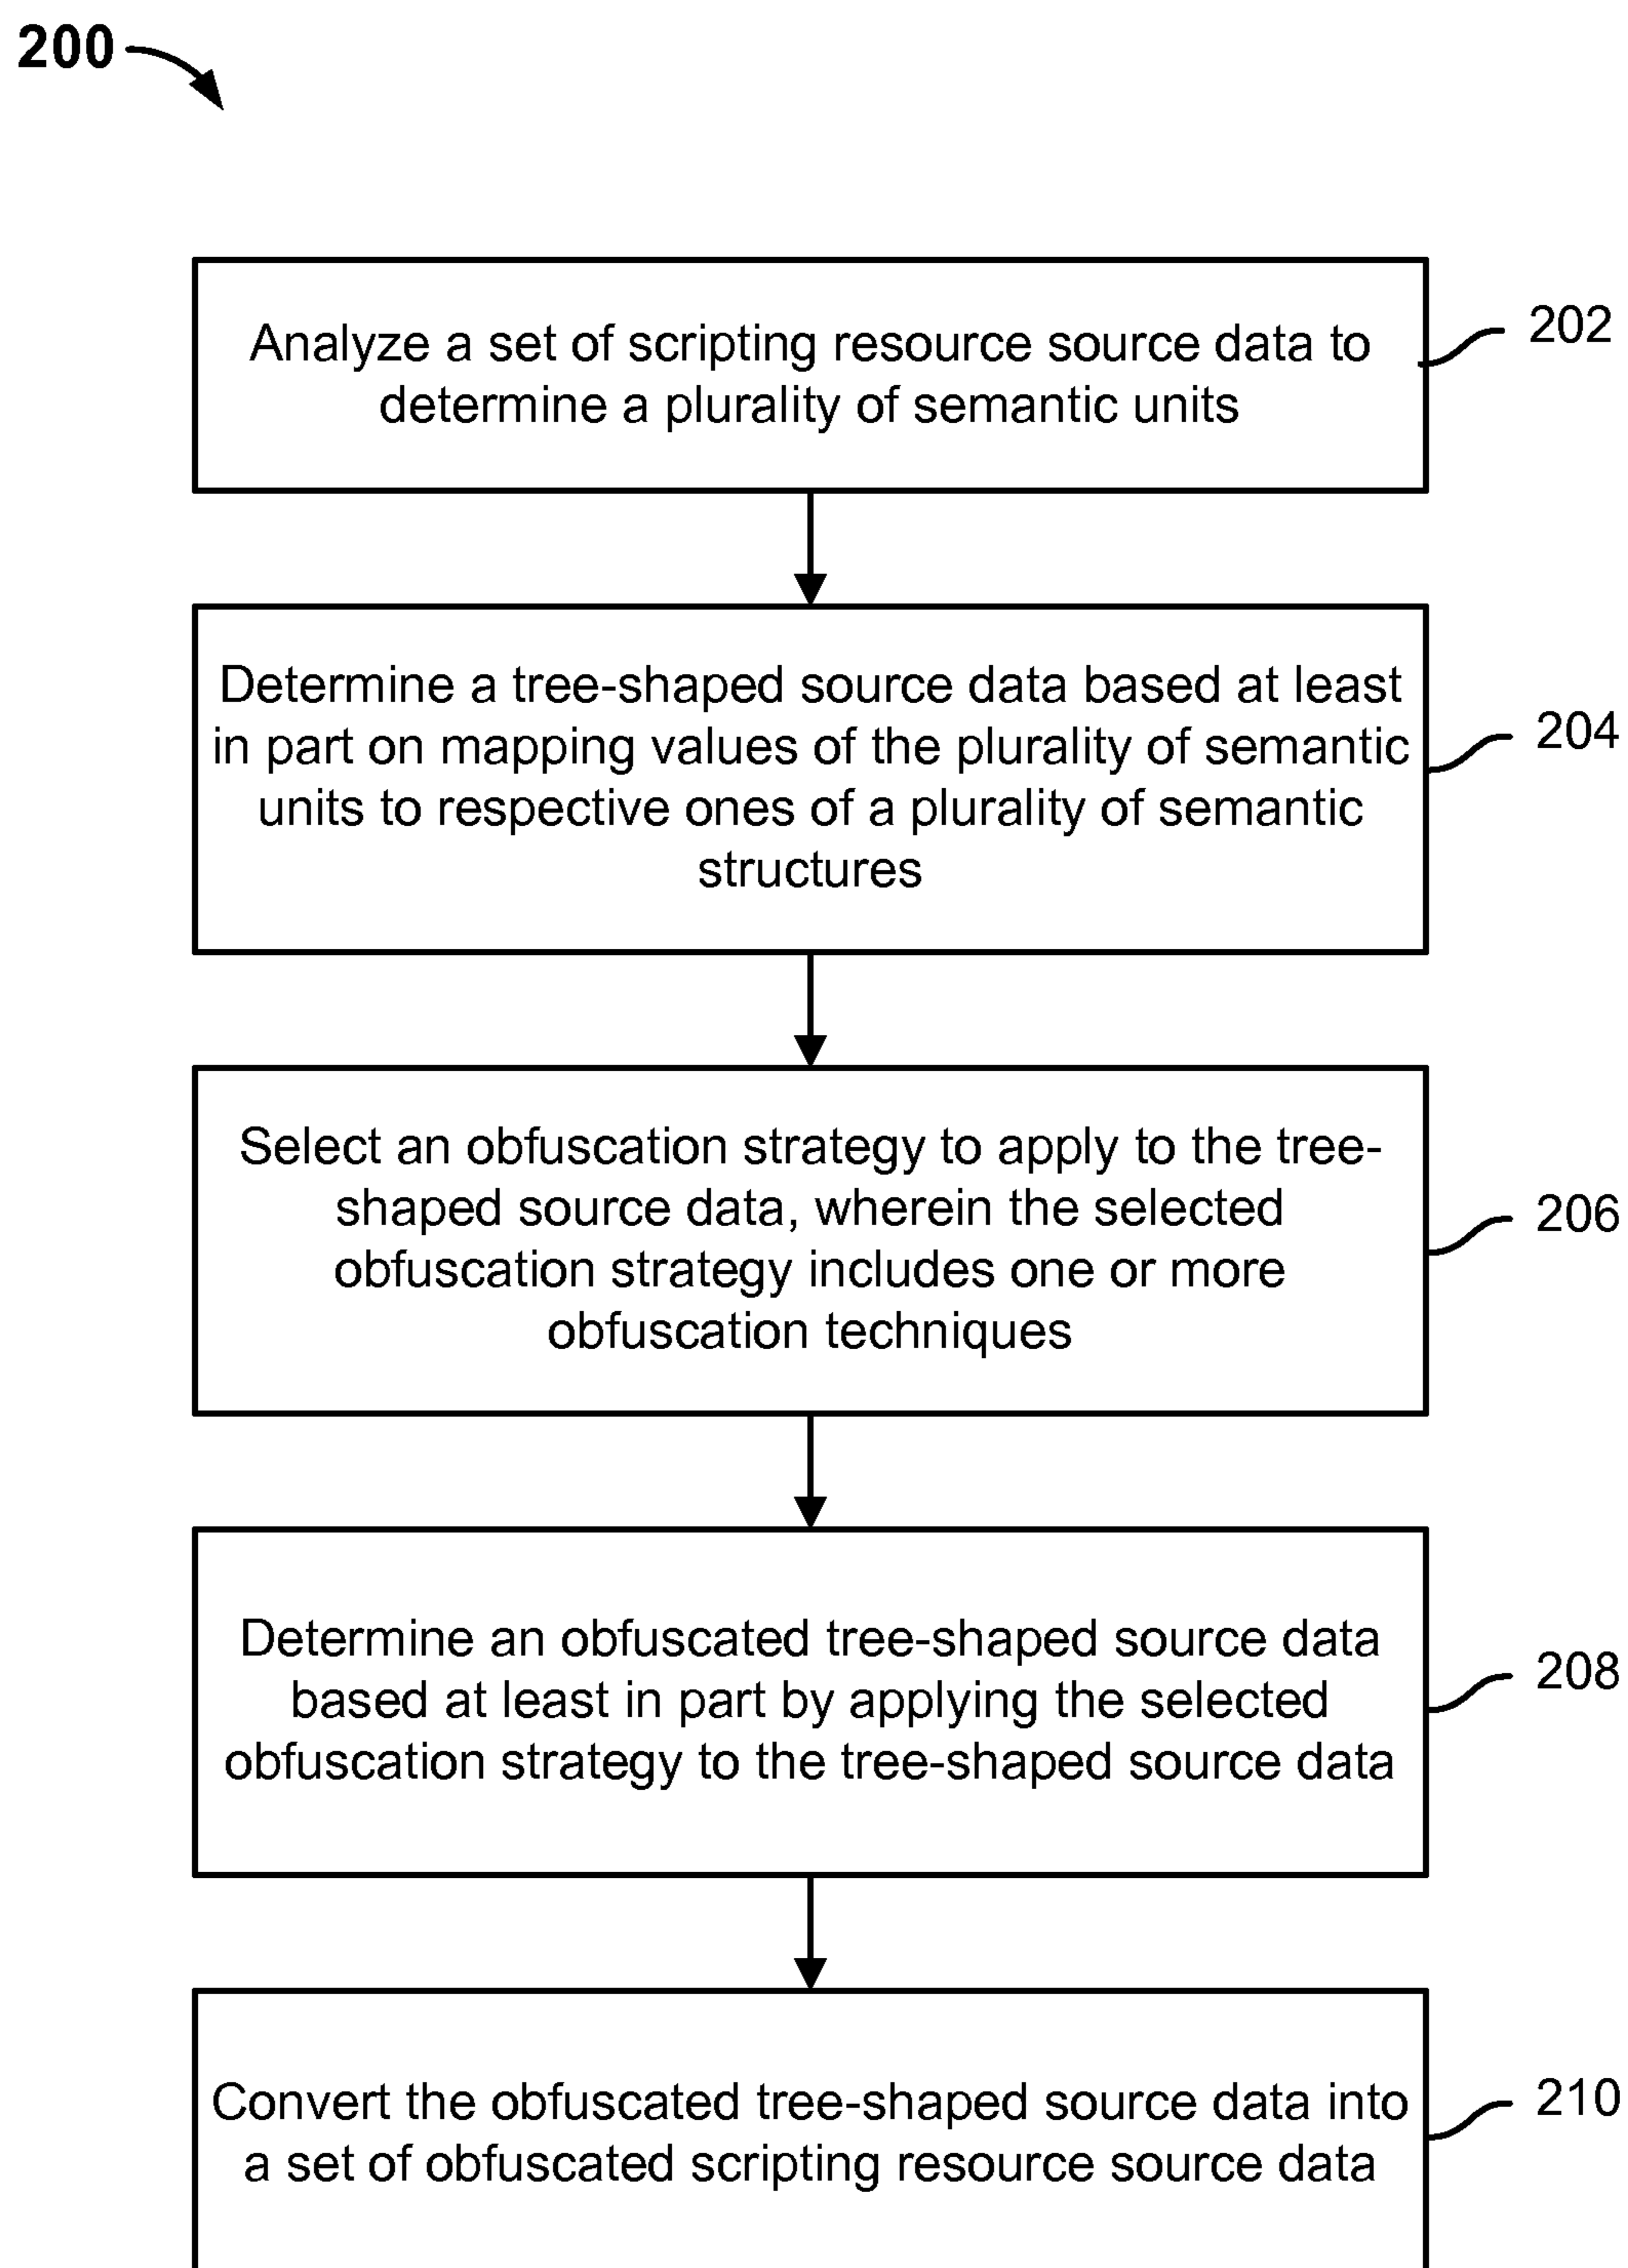 200
Analyze a set of scripting resource source data to
determine a plurality of semantic units
202
Determine a tree-shaped source data based at least
in part on mapping values of the plurality of semantic
units to respective ones of a plurality of semantic
structures
204
Select an obfuscation strategy to apply to the tree-
shaped source data, wherein the selected
obfuscation strategy includes one or more
obfuscation techniques
206
Determine an obfuscated tree-shaped source data
based at least in part by applying the selected
obfuscation strategy to the tree-shaped source data
208
Convert the obfuscated tree-shaped source data into
a set of obfuscated scripting resource source data
210